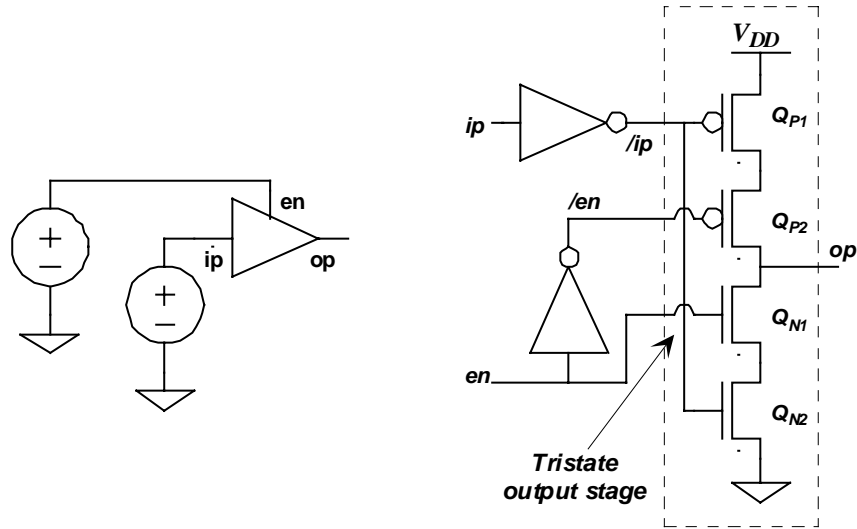 en
ip
op
V_DD
ip
/ip
Q_P1
/en
Q_P2
op
Q_N1
en
Q_N2
Tristate
output stage